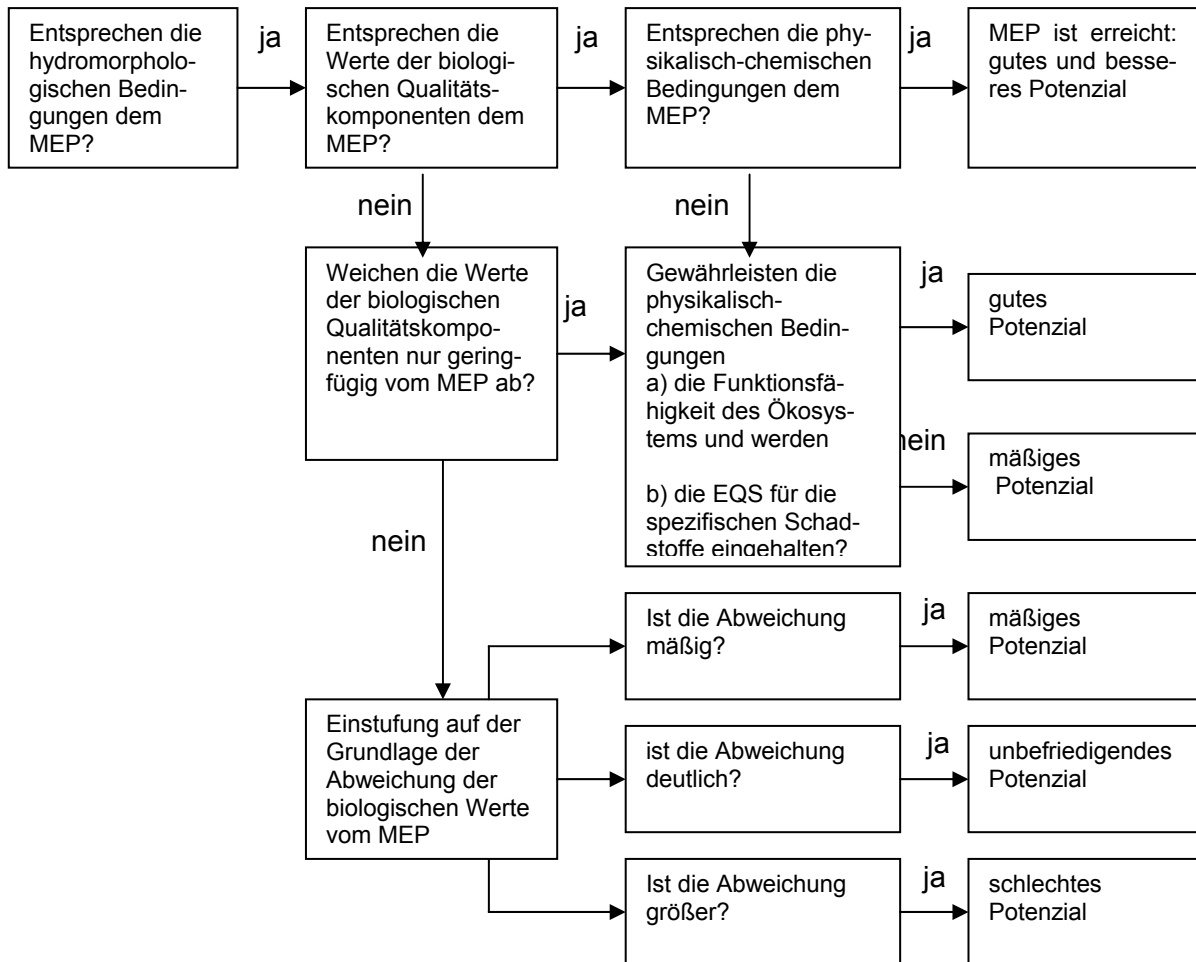 Entsprechen die
hydromorpholo-
gischen Bedin-
gungen dem
MEP?
ja
Entsprechen die
Werte der biologi-
schen Qualitäts-
komponenten dem
MEP?
ja
Entsprechen die phy-
sikalisch-chemischen
Bedingungen dem
MEP?
ja
MEP ist erreicht:
gutes und besse-
res Potenzial
nein
nein
Weichen die Werte
der biologischen
Qualitätskompo-
nenten nur gering-
fügig vom MEP ab?
ja
Gewährleisten die
physikalisch-
chemischen Bedin-
gungen
a) die Funktionsfä-
higkeit des Ökosys-
tems und werden
b) die EQS für die
spezifischen Schad-
stoffe eingehalten?
ja
gutes
Potenzial
nein
mäßiges
Potenzial
nein
Ist die Abweichung
mäßig?
ja
mäßiges
Potenzial
Einstufung auf der
Grundlage der
Abweichung der
biologischen Werte
vom MEP
ist die Abweichung
deutlich?
ja
unbefriedigendes
Potenzial
Ist die Abweichung
größer?
ja
schlechtes
Potenzial